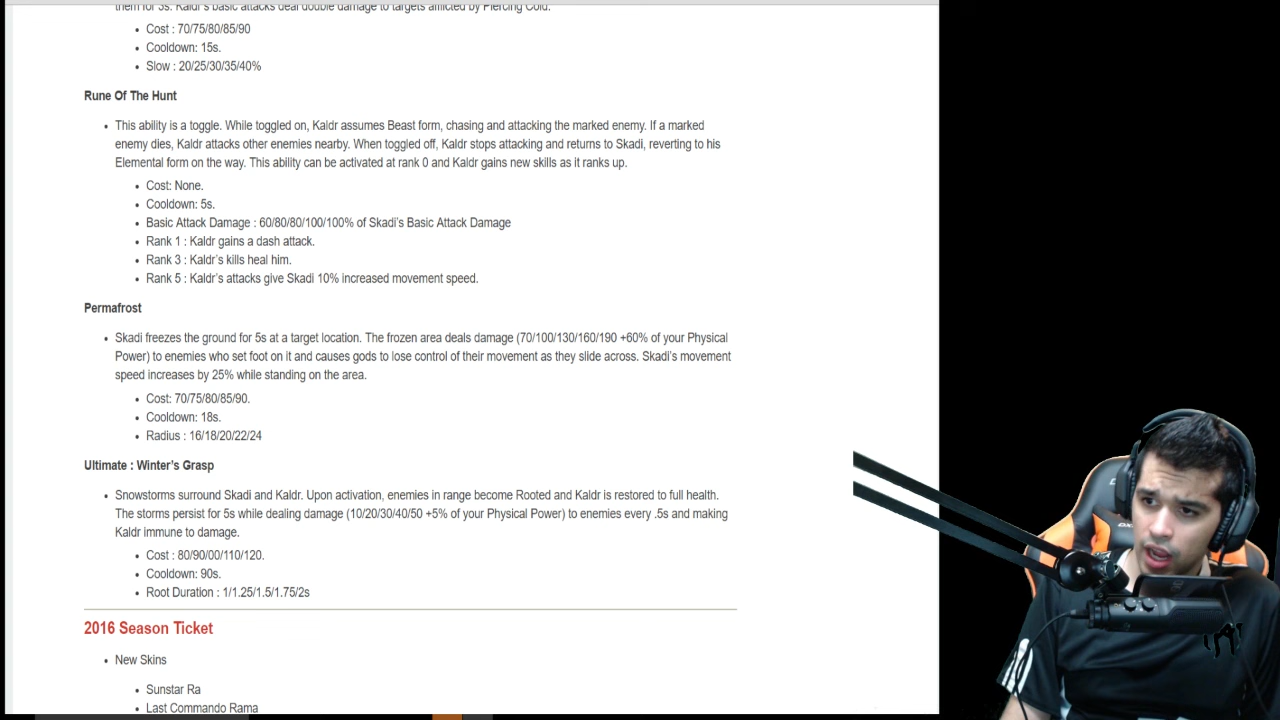 them for 3s. Kaldr's basic attacks deal double damage to targets afflicted by Piercing Cold.
• Cost : 70/75/80/85/90
• Cooldown: 15s.
• Slow : 20/25/30/35/40%
Rune Of The Hunt
• This ability is a toggle. While toggled on, Kaldr assumes Beast form, chasing and attacking the marked enemy. If a marked
enemy dies, Kaldr attacks other enemies nearby. When toggled off, Kaldr stops attacking and returns to Skadi, reverting to his
Elemental form on the way. This ability can be activated at rank 0 and Kaldr gains new skills as it ranks up.
• Cost: None.
• Cooldown: 5s.
• Basic Attack Damage : 60/80/80/100/100% of Skadi's Basic Attack Damage
• Rank 1 : Kaldr gains a dash attack.
• Rank 3 : Kaldr's kills heal him.
• Rank 5 : Kaldr's attacks give Skadi 10% increased movement speed.
Permafrost
• Skadi freezes the ground for 5s at a target location. The frozen area deals damage (70/100/130/160/190 +60% of your Physical
Power) to enemies who set foot on it and causes gods to lose control of their movement as they slide across. Skadi's movement
speed increases by 25% while standing on the area.
• Cost: 70/75/80/85/90.
• Cooldown: 18s.
• Radius : 16/18/20/22/24
Ultimate : Winter's Grasp
• Snowstorms surround Skadi and Kaldr. Upon activation, enemies in range become Rooted and Kaldr is restored to full health.
The storms persist for 5s while dealing damage (10/20/30/40/50 +5% of your Physical Power) to enemies every .5s and making
Kaldr immune to damage.
• Cost : 80/90/00/110/120.
• Cooldown: 90s.
• Root Duration : 1/1.25/1.5/1.75/2s
2016 Season Ticket
• New Skins
• Sunstar Ra
• Last Commando Rama